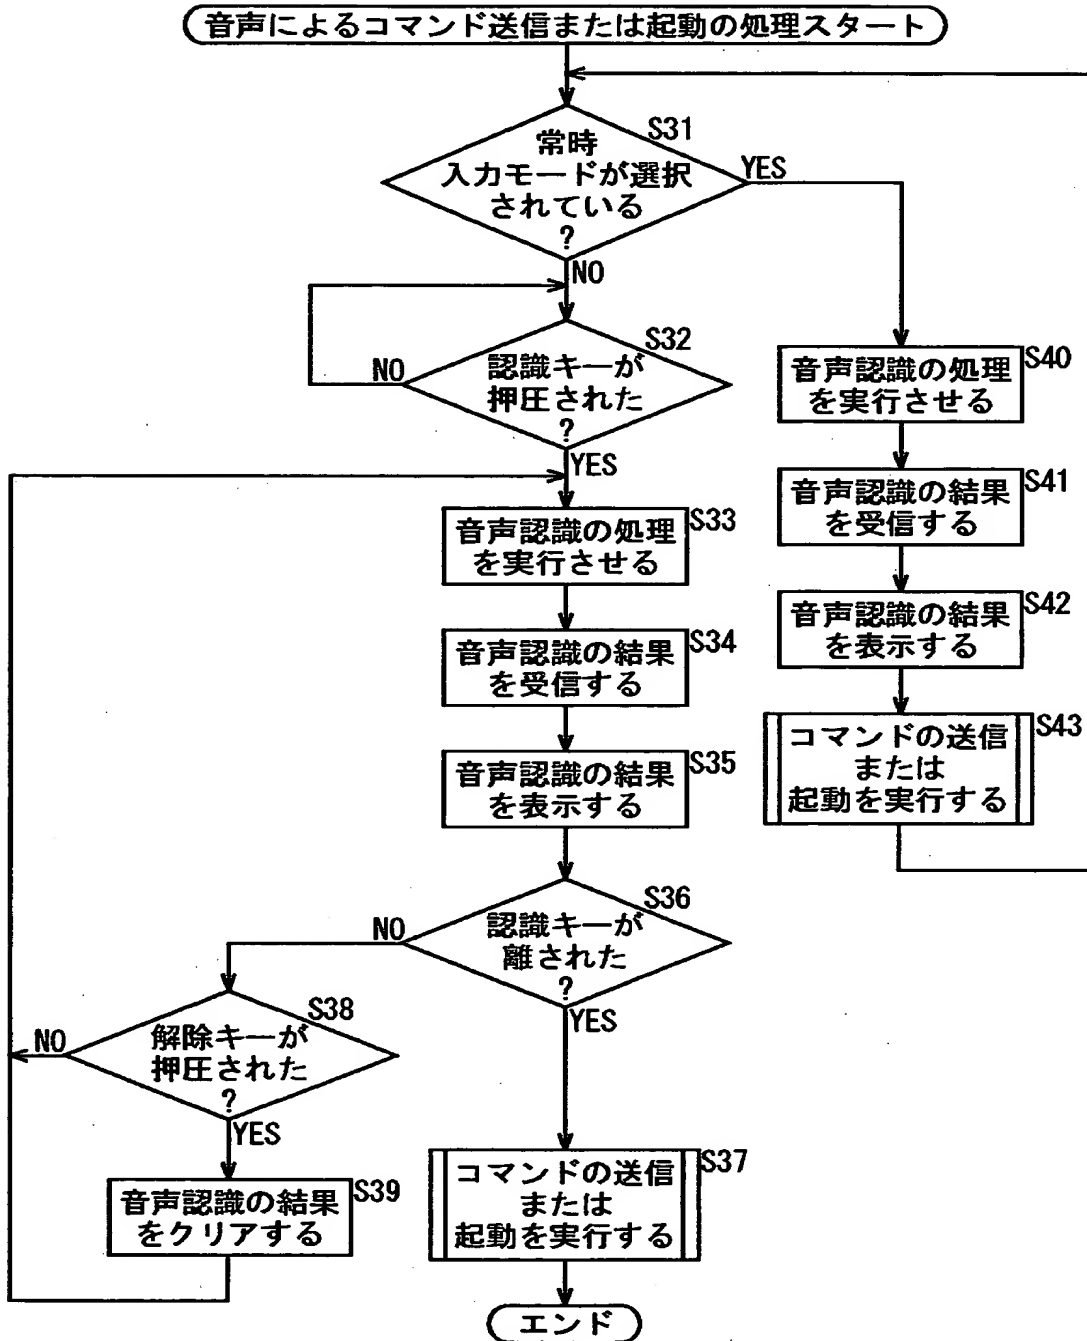 音声によるコマンド送信または起動の処理スタート
S31
常時
入力モードが選択
されている
?
YES
NO
S32
認識キーが
押圧された
?
NO
YES
S33
音声認識の処理
を実行させる
S34
音声認識の結果
を受信する
S35
音声認識の結果
を表示する
S36
認識キーが
離された
?
NO
YES
S38
解除キーが
押圧された
?
NO
YES
S39
音声認識の結果
をクリアする
S37
コマンドの送信
または
起動を実行する
エンド
S40
音声認識の処理
を実行させる
S41
音声認識の結果
を受信する
S42
音声認識の結果
を表示する
S43
コマンドの送信
または
起動を実行する